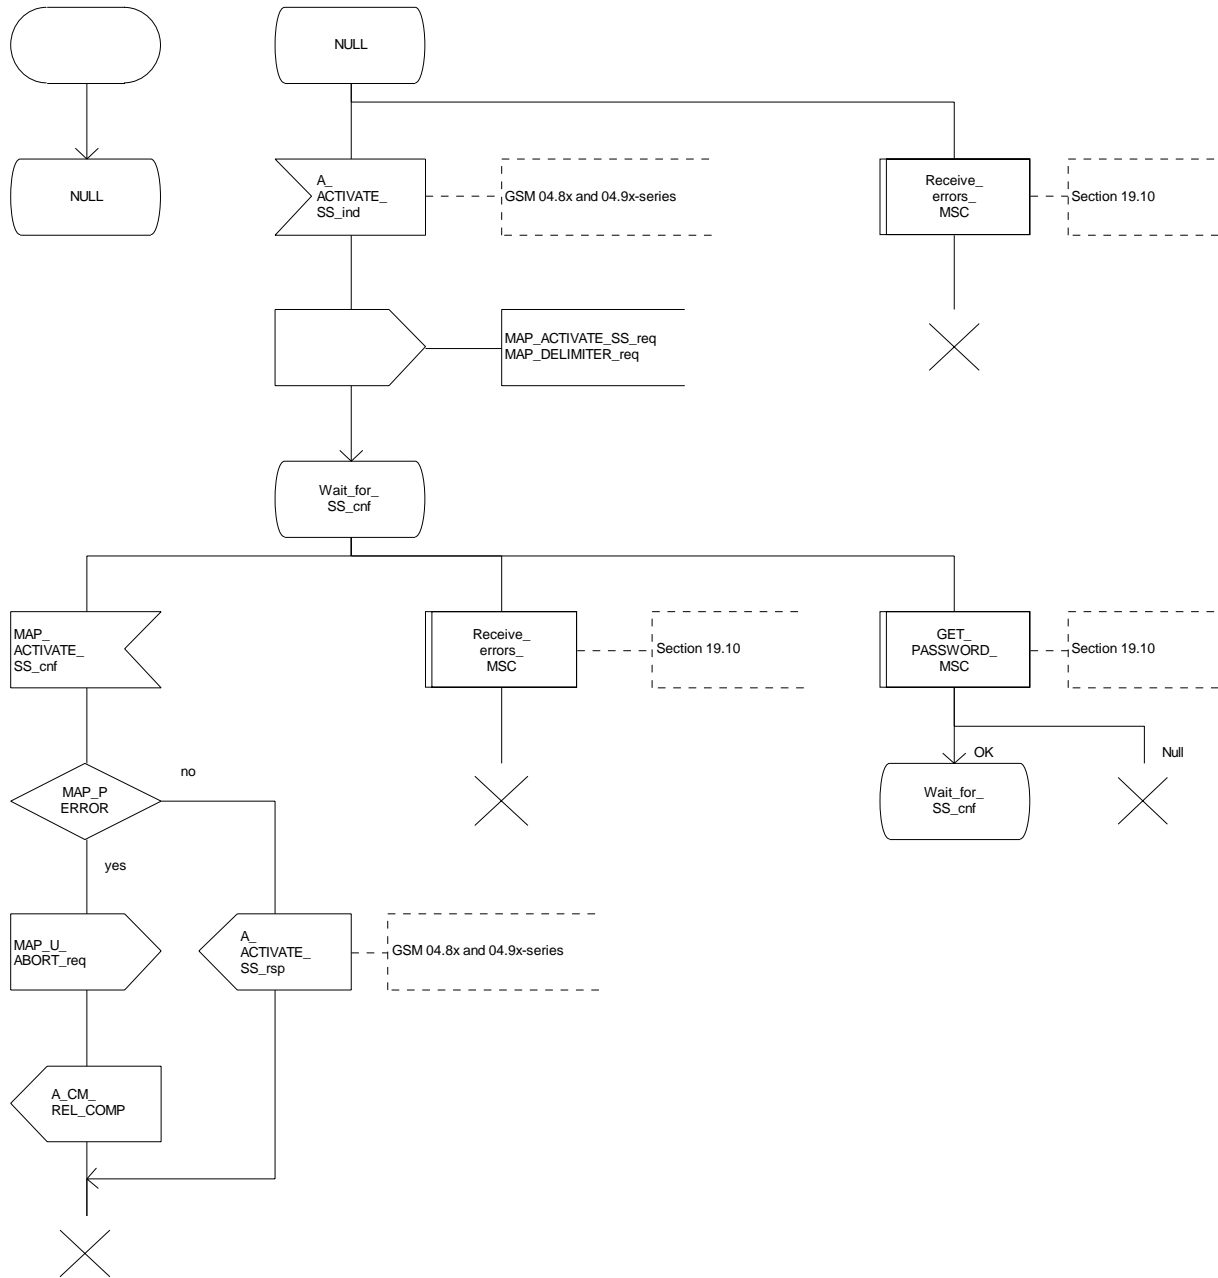 NULL
NULL
A_
ACTIVATE_
SS_ind
GSM 04.8x and 04.9x-series
Receive_
errors_
MSC
Section 19.10
MAP_ACTIVATE_SS_req
MAP_DELIMITER_req
Wait_for_
SS_cnf
MAP_
ACTIVATE_
SS_cnf
Receive_
errors_
MSC
Section 19.10
GET_
PASSWORD_
MSC
Section 19.10
OK
Null
Wait_for_
SS_cnf
MAP_P
ERROR
no
yes
MAP_U_
ABORT_req
A_
ACTIVATE_
SS_rsp
GSM 04.8x and 04.9x-series
A_CM_
REL_COMP